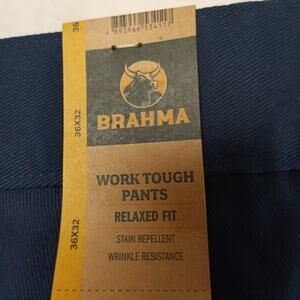 36X32
BRAHMA
WORK TOUGH
PANTS
RELAXED FIT
STAIN REPELLENT
WRINKLE RESISTANCE
36X32